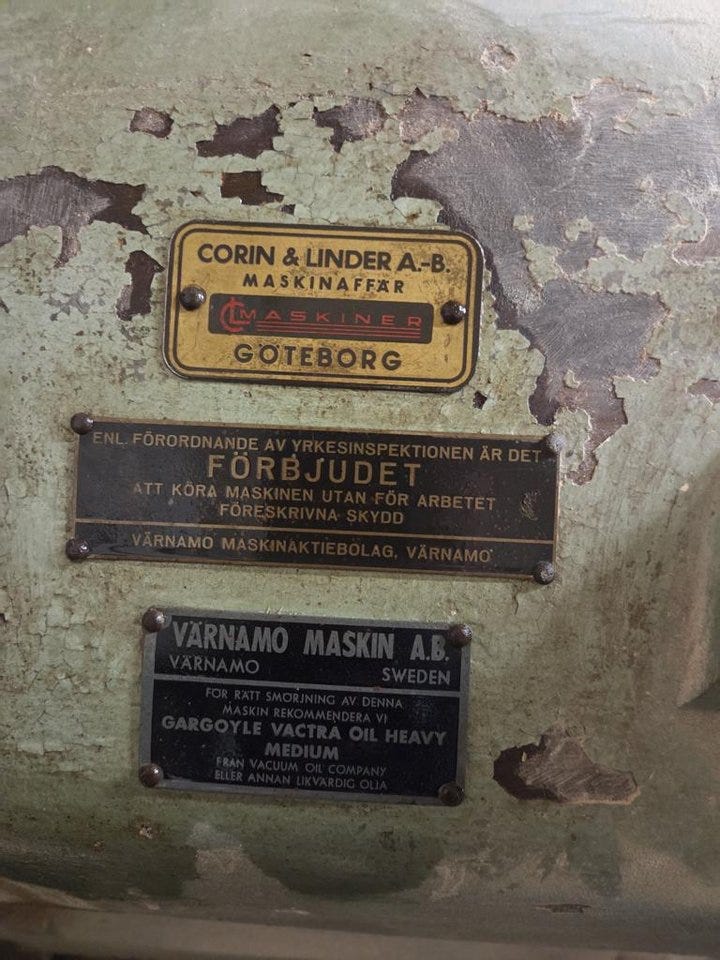 CORIN & LINDER A.-B.
MASKINAFFÄR
CL MASKINER
GÖTEBORG
ENL. FÖRORDNANDE AV YRKESINSPEKTIONEN ÄR DET
FÖRBJUDET
ATT KÖRA MASKINEN UTAN FÖR ARBETET
FÖRESKRIVNA SKYDD
VÄRNAMO MASKINAKTIEBOLAG, VÄRNAMO
VÄRNAMO MASKIN A.B.
VÄRNAMO SWEDEN
FÖR RÄTT SMÖRJNING AV DENNA
MASKIN REKOMMENDERA VI
GARGOYLE VACTRA OIL HEAVY
MEDIUM
FRÅN VACUUM OIL COMPANY
ELLER ANNAN LIKVÄRDIG OLJA